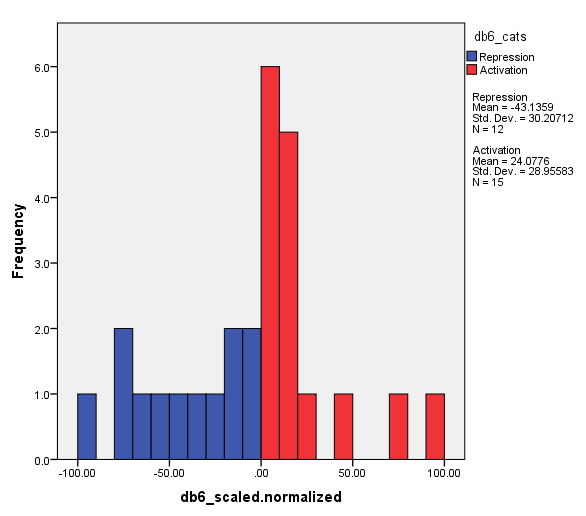 db6_cats
Repression
Activation
Repression
Mean = -43.1359
Std. Dev. = 30.20712
N = 12
Activation
Mean = 24.0776
Std. Dev. = 28.95583
N = 15
Frequency
6.0
5.0
4.0
3.0
2.0
1.0
0.0
-100.00 -50.00 .00 50.00 100.00
db6_scaled.normalized